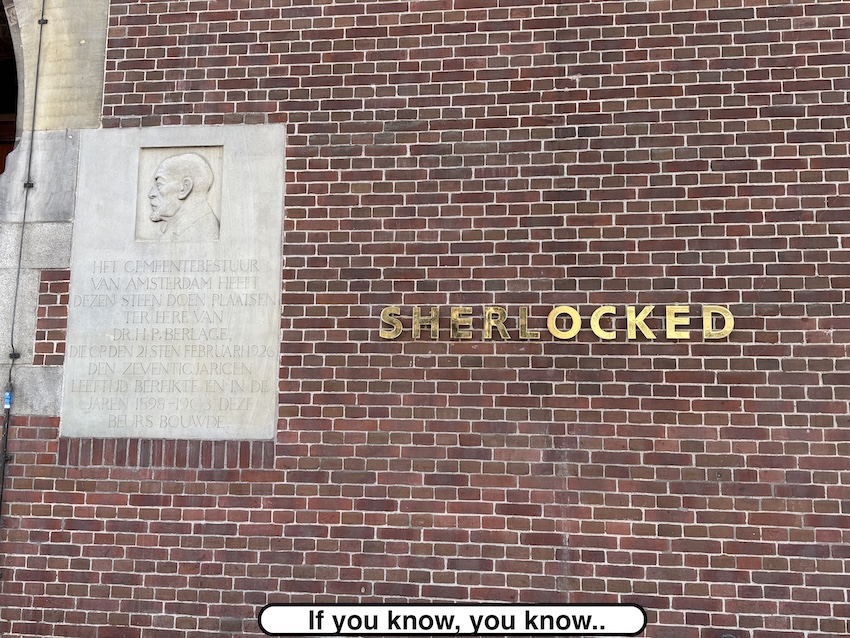 HET GEMEENTEBESTUUR
VAN AMSTERDAM HEEFT
DEZEN STEEN DOEN PLAATSEN
TER EERE VAN
DR. H.P. BERLAGE,
DIE OP DEN 21STEN FEBRUARI 1926
DEN ZEVENTIGJARIGEN
LEEFTIJD BEREIKTE EN IN DE
JAREN 1898-1903 DEZE
BEURS BOUWDE.
SHERLOCKED
If you know, you know..